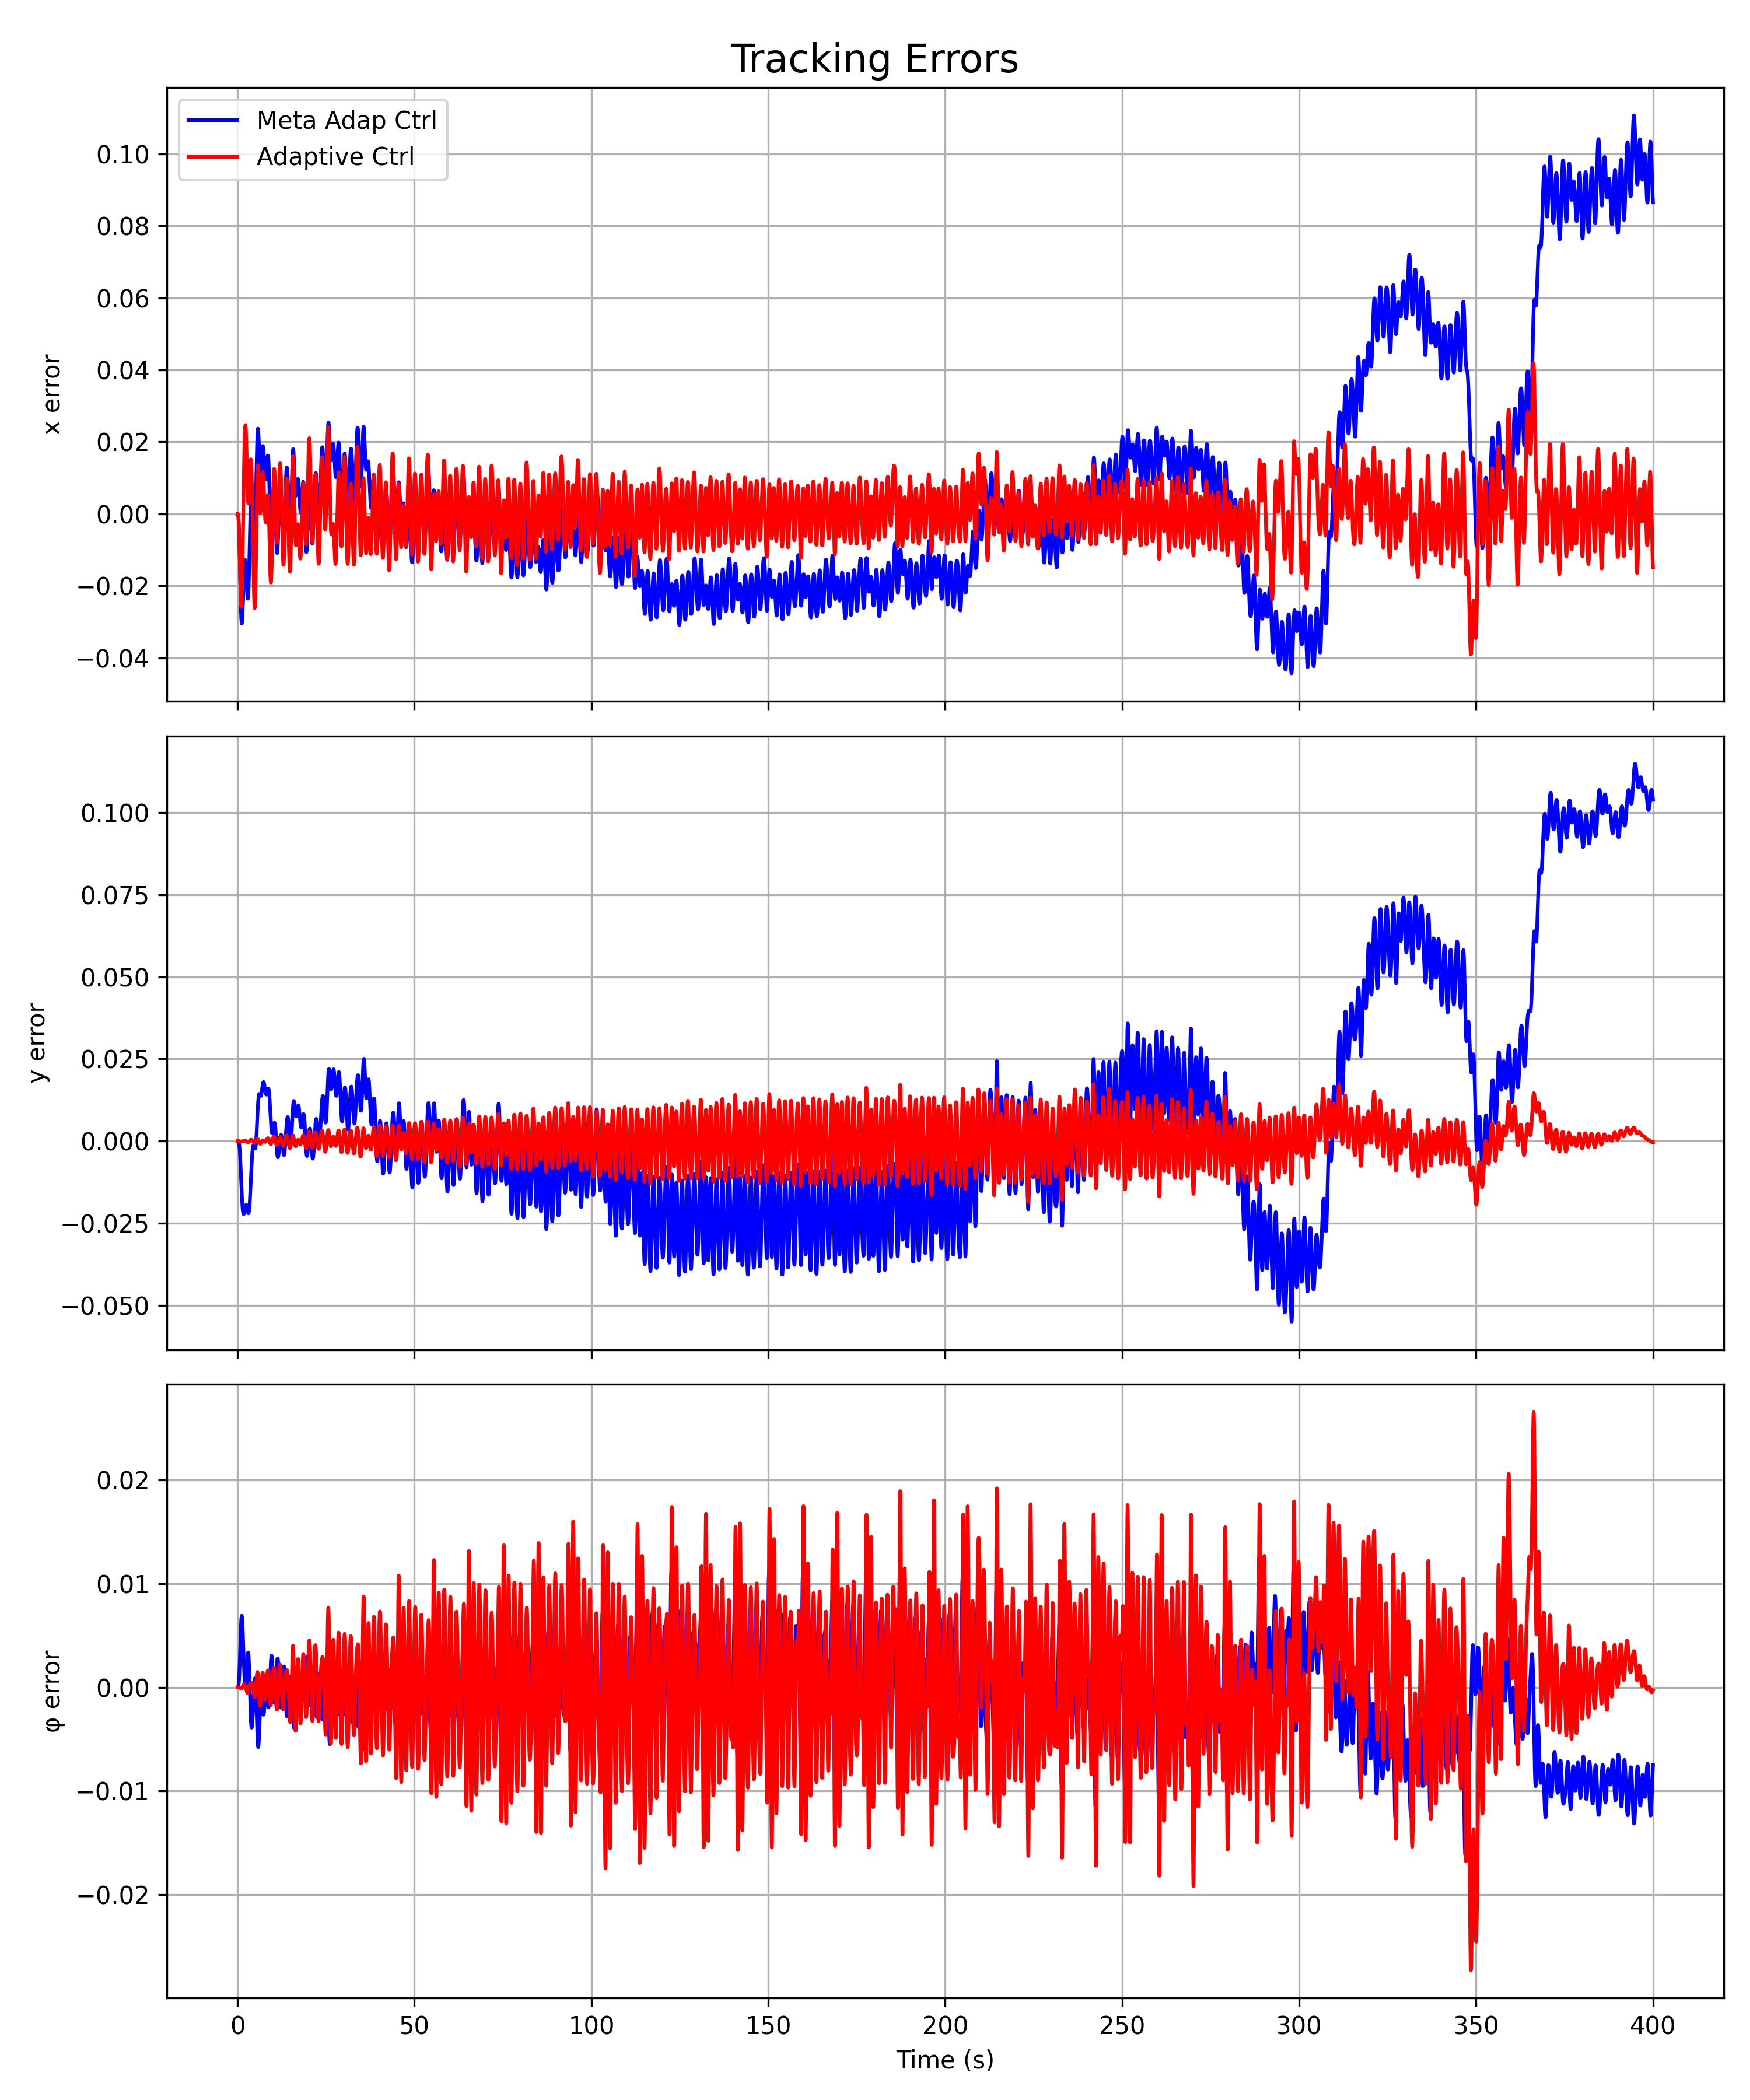 Tracking Errors
Meta Adap Ctrl
Adaptive Ctrl
0.10
0.08
0.06
0.04
0.02
0.00
−0.02
−0.04
x error
0.100
0.075
0.050
0.025
0.000
−0.025
−0.050
y error
0.02
0.01
0.00
−0.01
−0.02
φ error
0 50 100 150 200 250 300 350 400
Time (s)